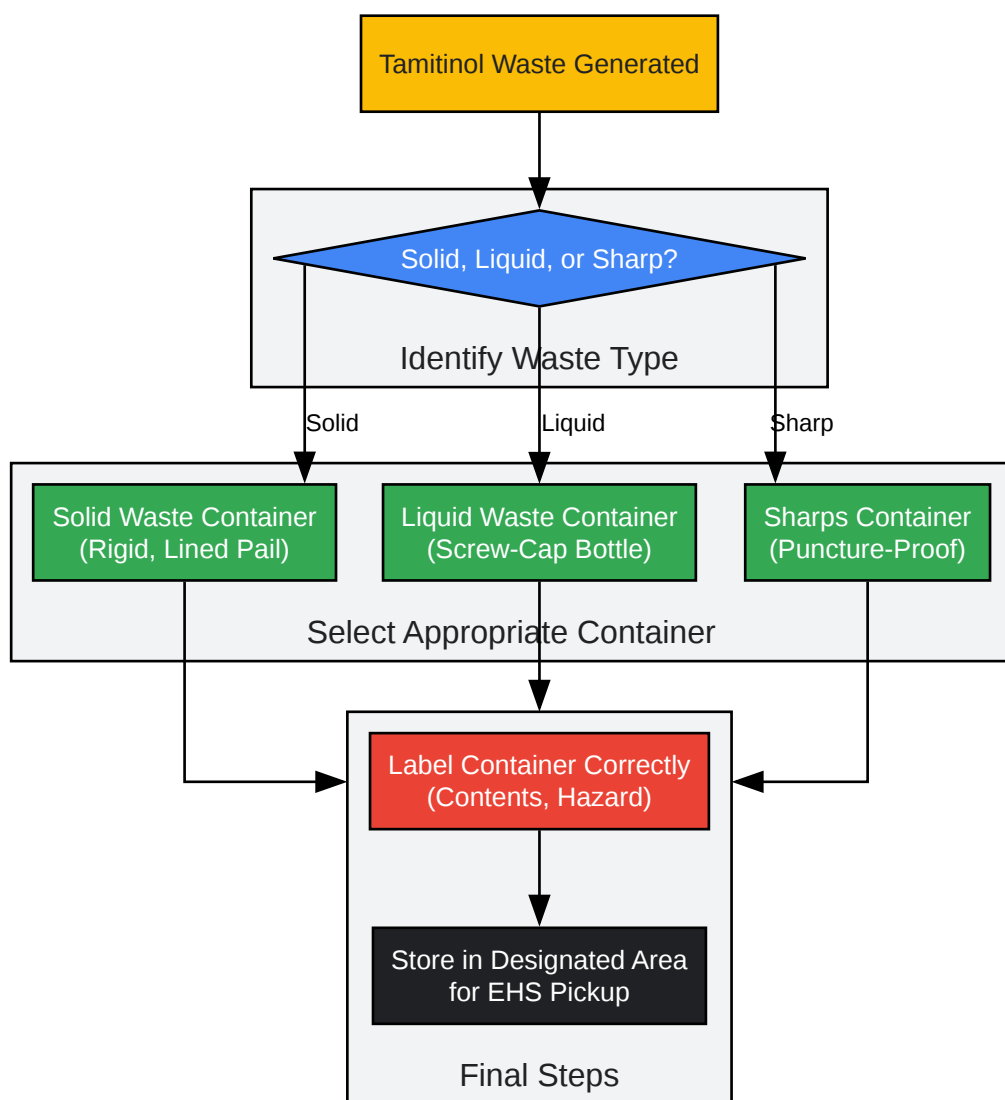 Tamitinol Waste Generated
Solid, Liquid, or Sharp?
Identify Waste Type
Solid
Liquid
Sharp
Solid Waste Container
(Rigid, Lined Pail)
Liquid Waste Container
(Screw-Cap Bottle)
Sharps Container
(Puncture-Proof)
Select Appropriate Container
Label Container Correctly
(Contents, Hazard)
Store in Designated Area
for EHS Pickup
Final Steps